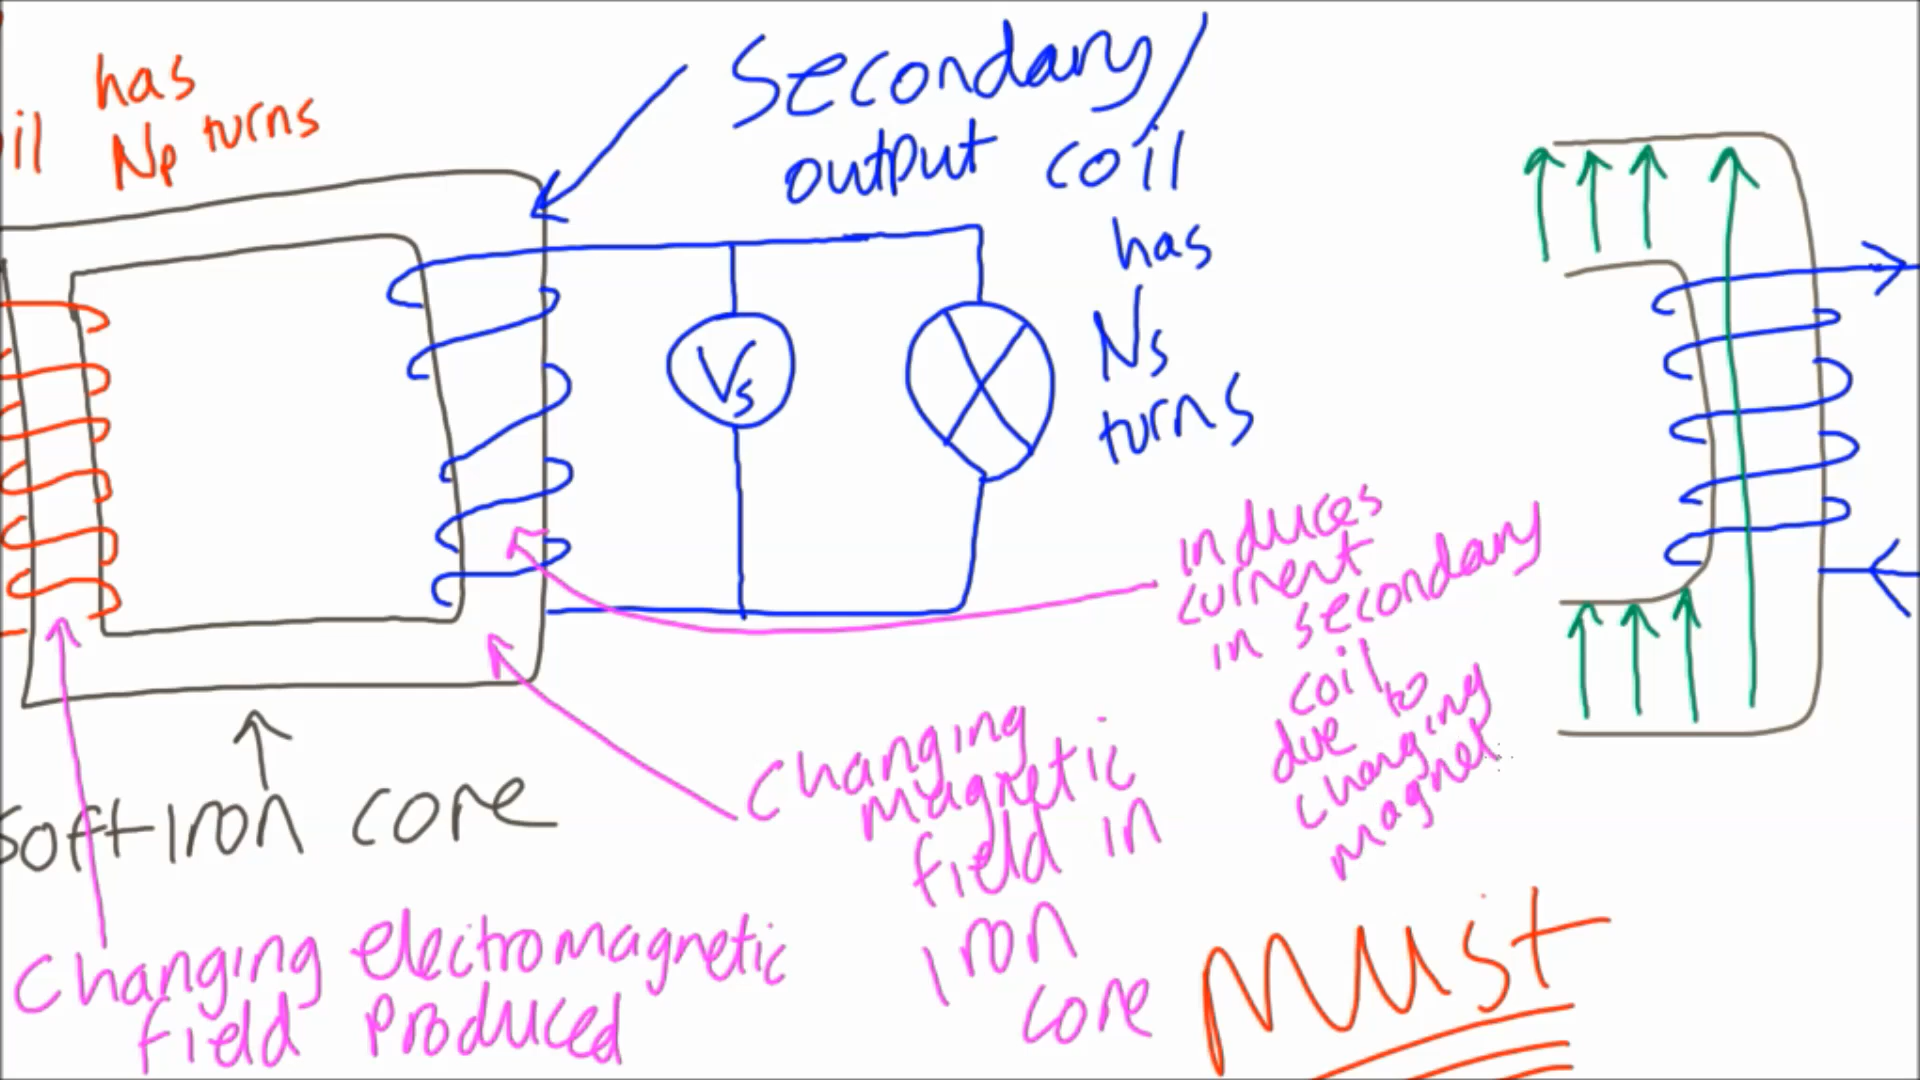 il has
Np turns
Secondary/
output coil
has
Ns
turns
Vs
induces
current
in secondary
coil
due to
changing
magnet
Soft iron core
Changing
magnetic
field in
iron
core
Changing electromagnetic
field produced
MUST